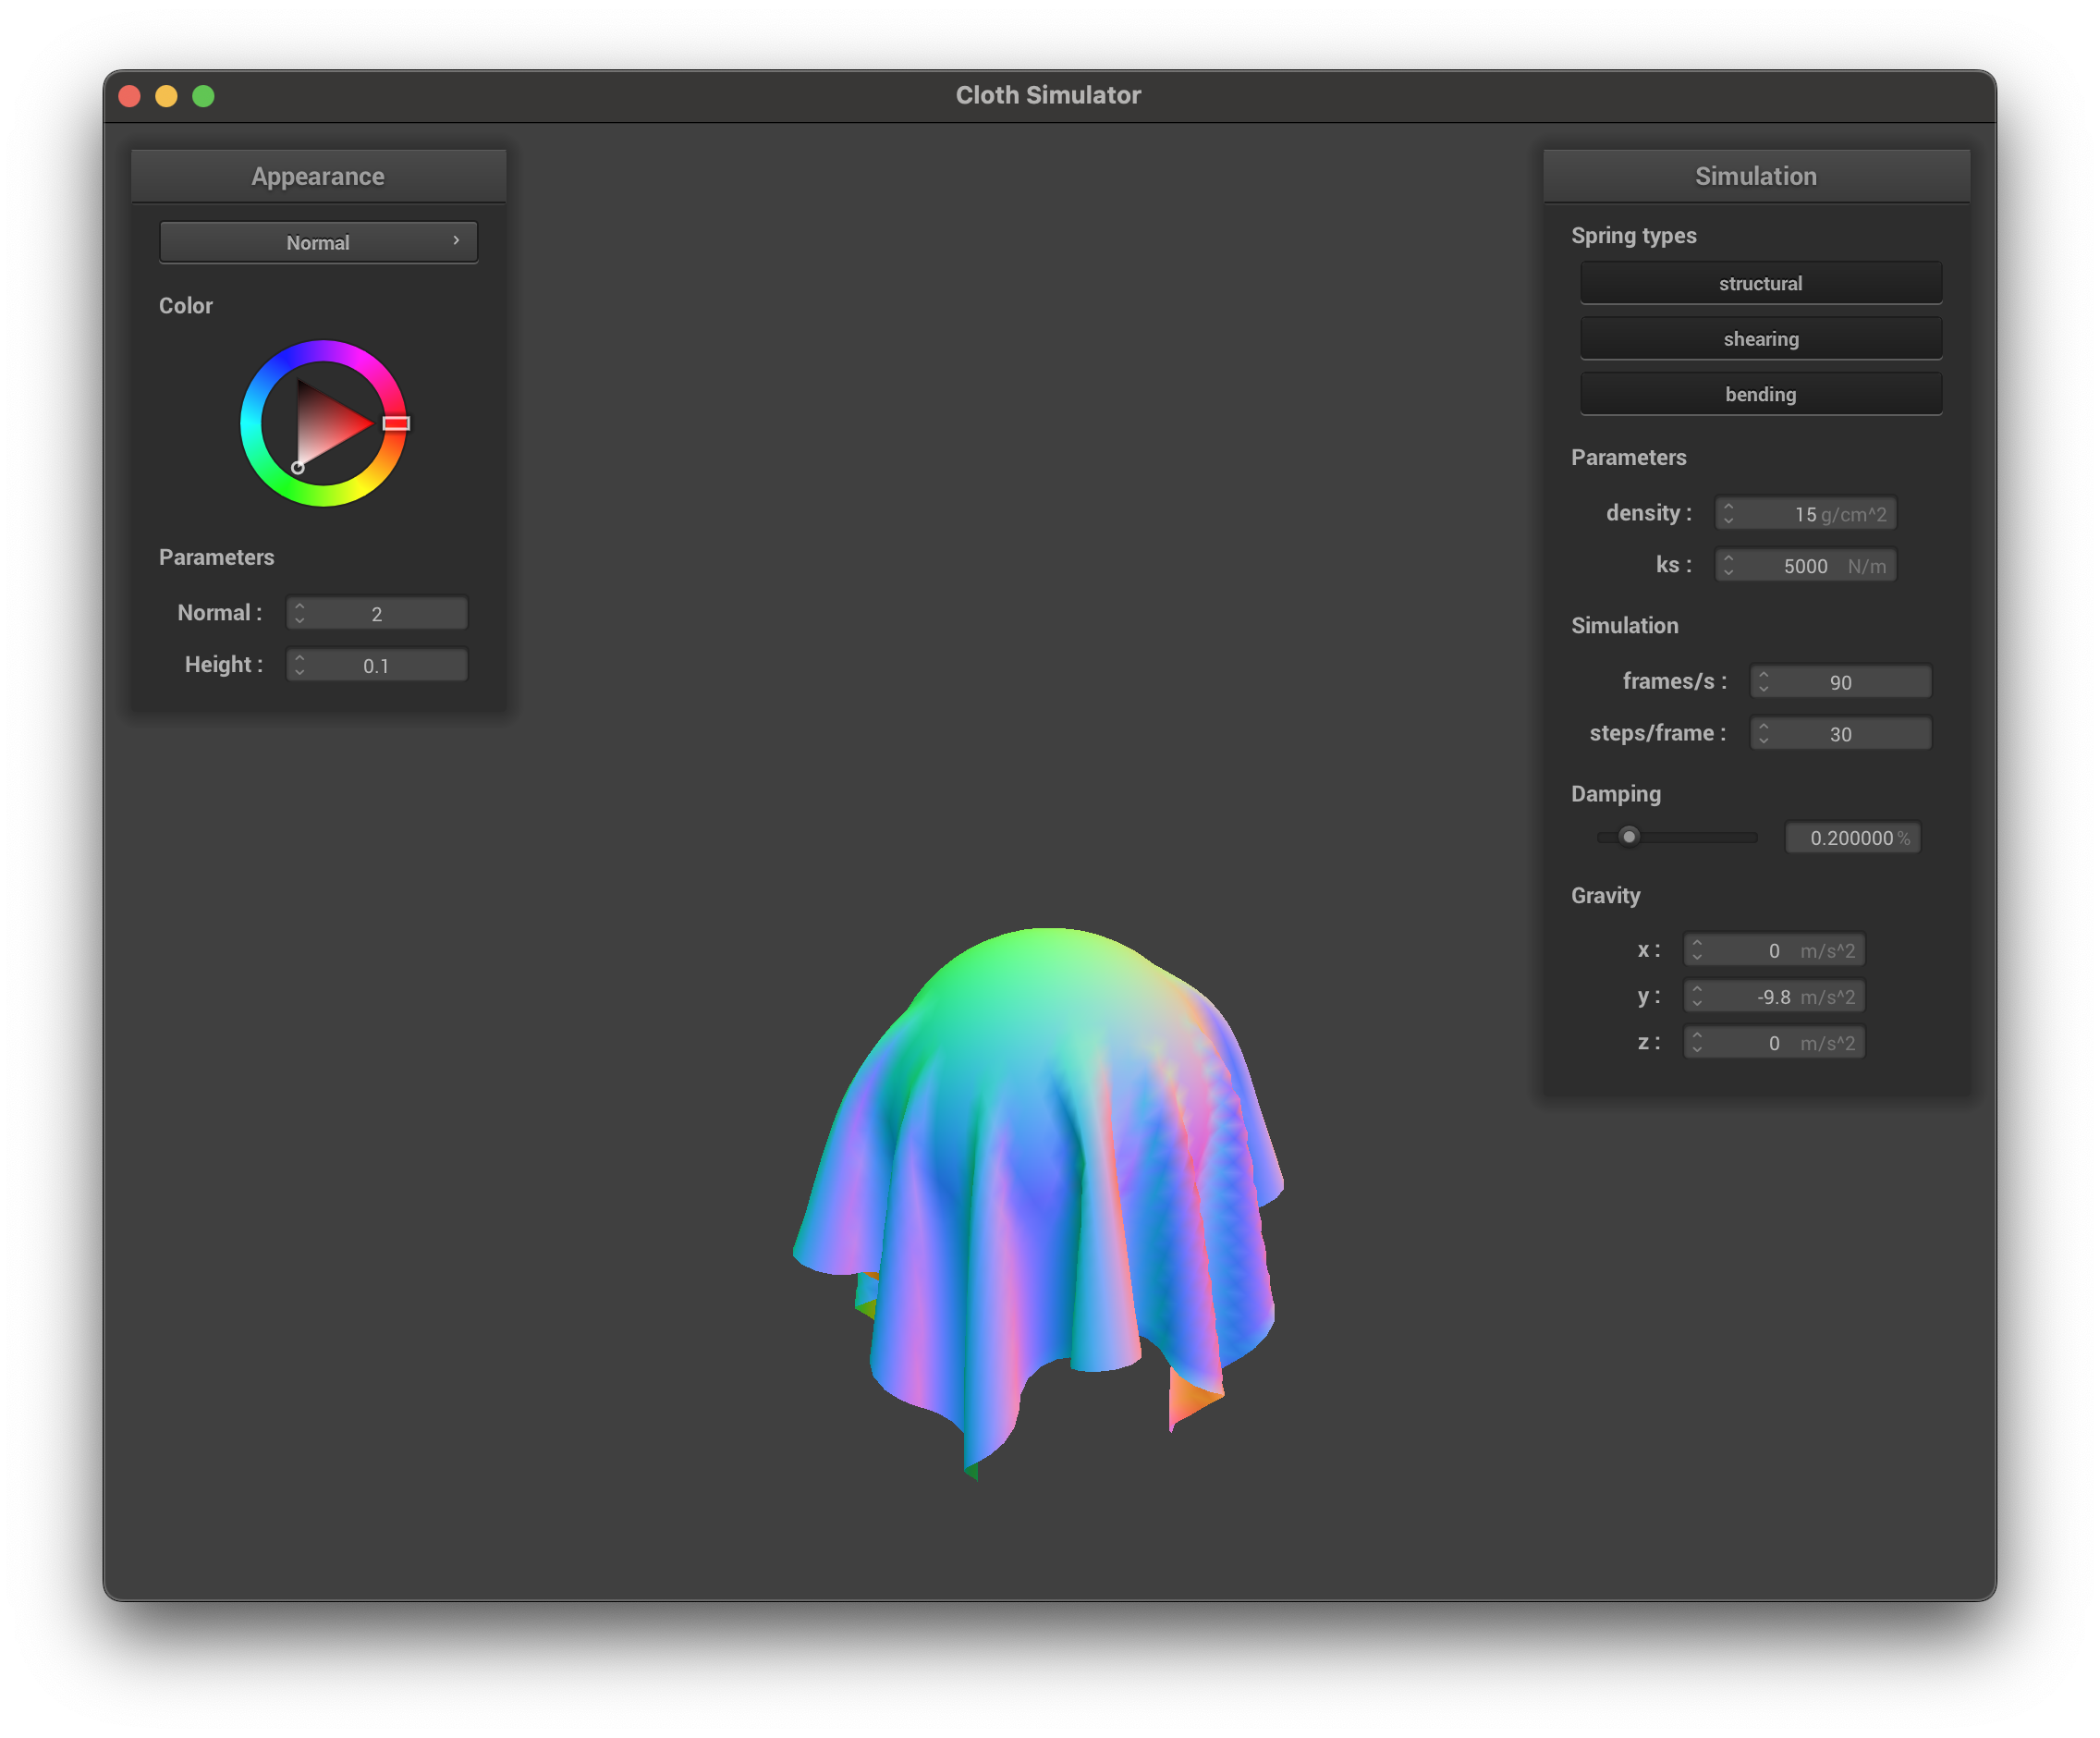 Cloth Simulator
Appearance
Normal
Color
Parameters
Normal : 2
Height : 0.1
Simulation
Spring types
structural
shearing
bending
Parameters
density : 15 g/cm^2
ks : 5000 N/m
Simulation
frames/s : 90
steps/frame : 30
Damping
0.200000 %
Gravity
x : 0 m/s^2
y : -9.8 m/s^2
z : 0 m/s^2